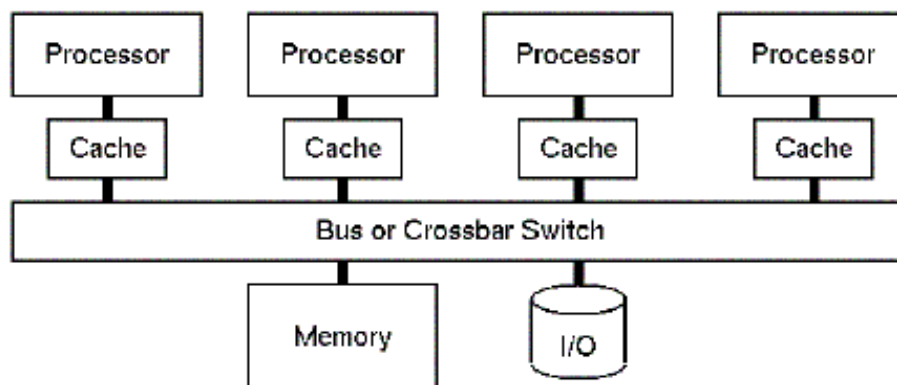 Processor
Processor
Processor
Processor
Cache
Cache
Cache
Cache
Bus or Crossbar Switch
Memory
I/O